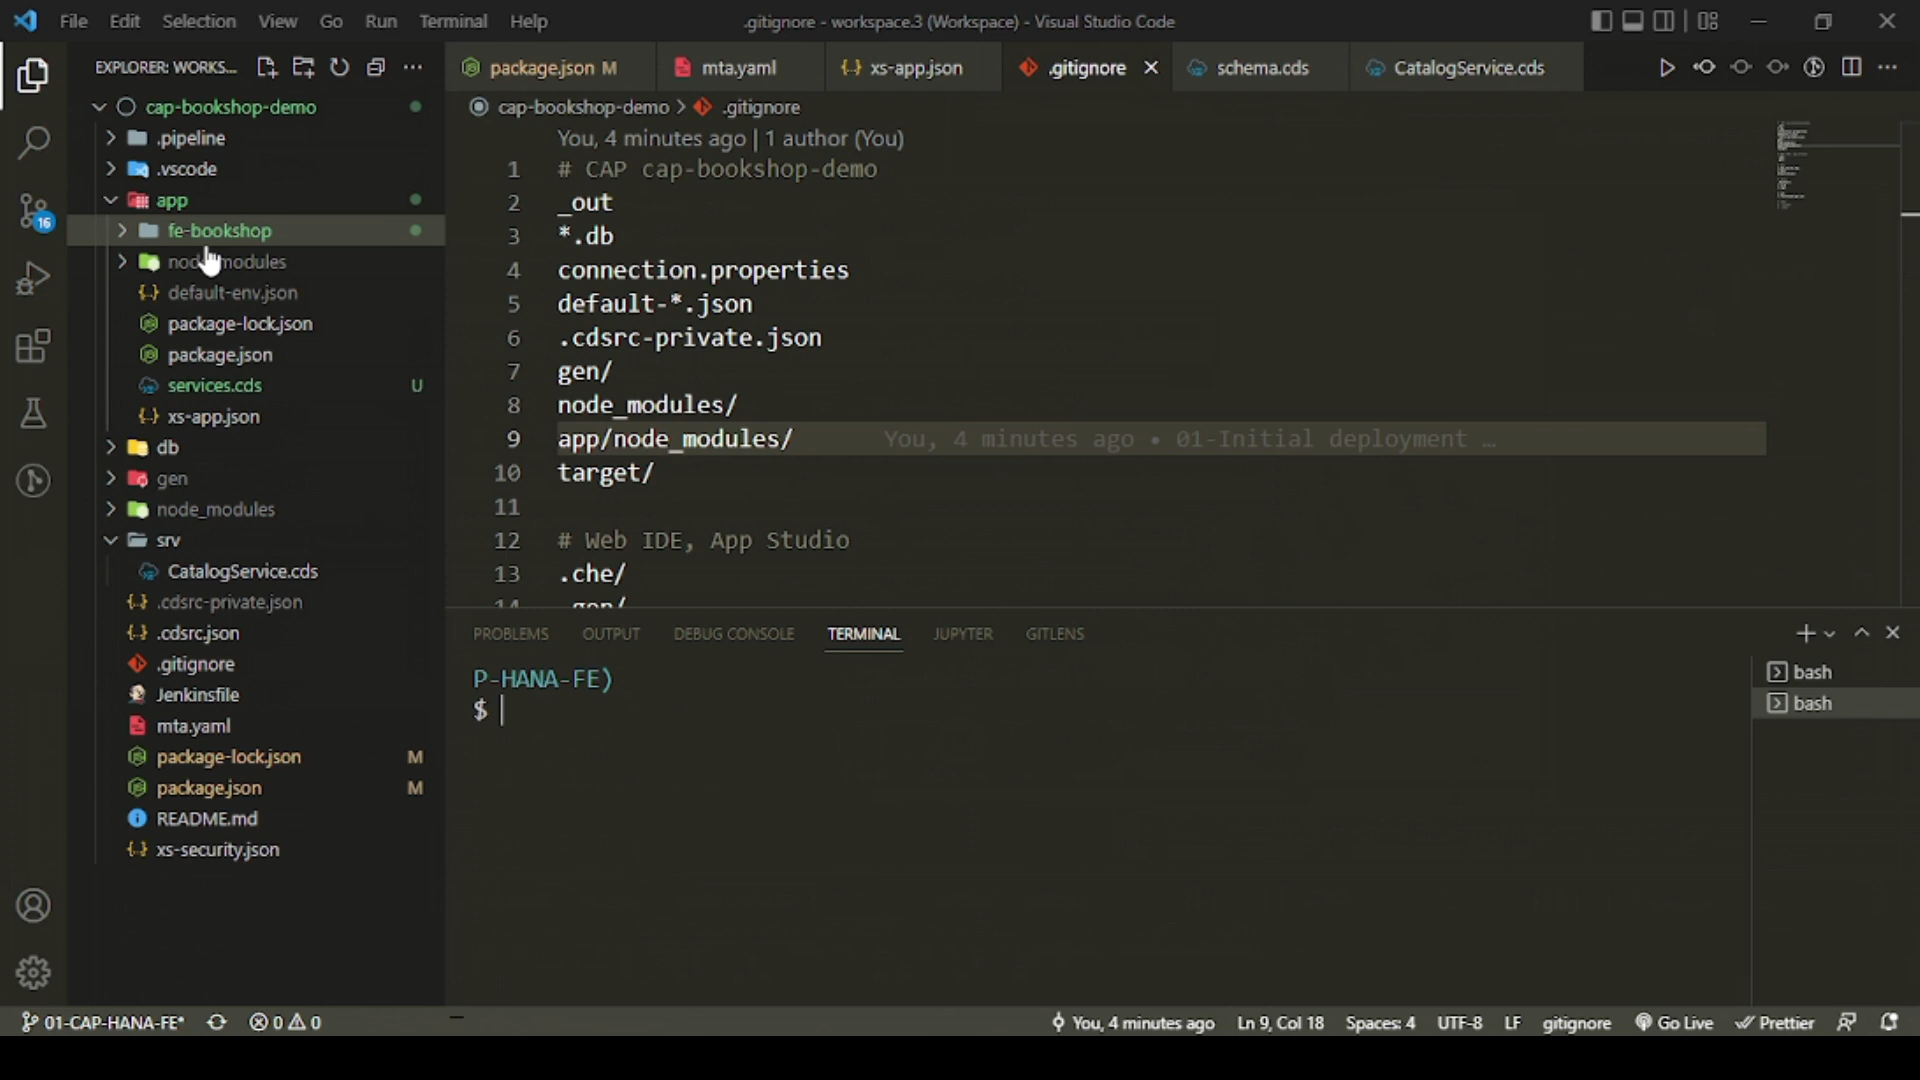 File Edit Selection View Go Run Terminal Help
.gitignore - workspace.3 (Workspace) - Visual Studio Code
EXPLORER: WORKS...
package.json M
mta.yaml
xs-app.json
.gitignore
schema.cds
CatalogService.cds
cap-bookshop-demo
.pipeline
.vscode
app
fe-bookshop
node_modules
default-env.json
package-lock.json
package.json
services.cds U
xs-app.json
db
gen
node_modules
srv
CatalogService.cds
.cdsrc-private.json
.cdsrc.json
.gitignore
Jenkinsfile
mta.yaml
package-lock.json M
package.json M
README.md
xs-security.json
16
cap-bookshop-demo > .gitignore
You, 4 minutes ago | 1 author (You)
1 # CAP cap-bookshop-demo
2 _out
3 *.db
4 connection.properties
5 default-*.json
6 .cdsrc-private.json
7 gen/
8 node_modules/
9 app/node_modules/ You, 4 minutes ago • 01-Initial deployment …
10 target/
11
12 # Web IDE, App Studio
13 .che/
14 .gen/
PROBLEMS OUTPUT DEBUG CONSOLE TERMINAL JUPYTER GITLENS
P-HANA-FE)
$
bash
bash
01-CAP-HANA-FE* 0 0 You, 4 minutes ago Ln 9, Col 18 Spaces: 4 UTF-8 LF gitignore Go Live Prettier